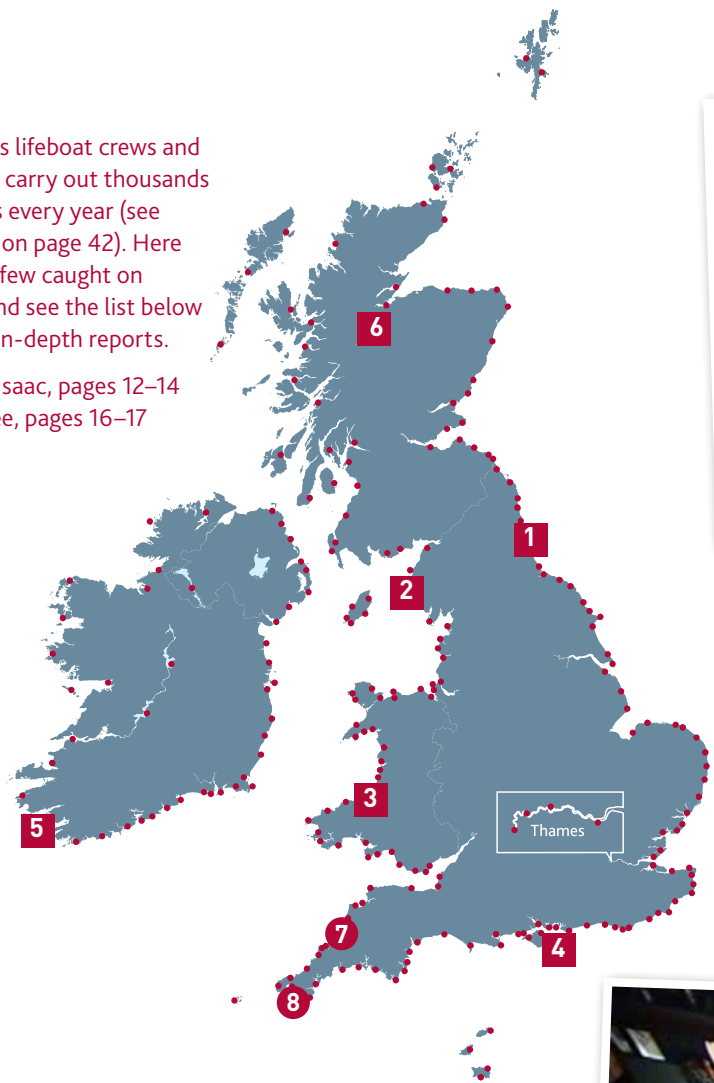 s lifeboat crews and
carry out thousands
s every year (see
on page 42). Here
few caught on
nd see the list below
n-depth reports.
saac, pages 12–14
ee, pages 16–17
6
1
2
3
Thames
5
7
4
8